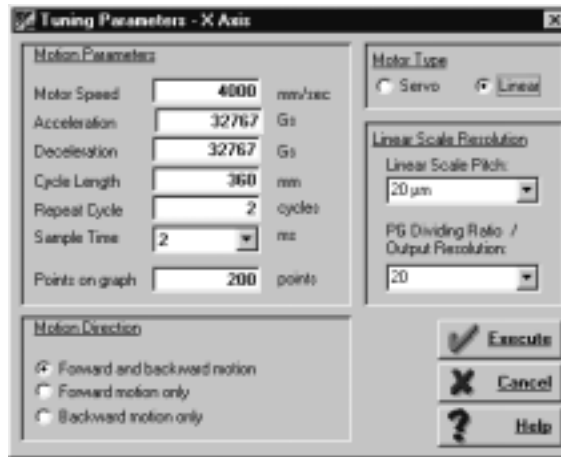 Tuning Parameters - X Axis
Motion Parameters
Motor Speed 4000 mm/sec
Acceleration 32767 Gs
Deceleration 32767 Gs
Cycle Length 360 mm
Repeat Cycle 2 cycles
Sample Time 2 ms
Points on graph 200 points
Motor Type
Servo Linear
Linear Scale Resolution
Linear Scale Pitch:
20 µm
PG Dividing Ratio /
Output Resolution:
20
Motion Direction
Forward and backward motion
Forward motion only
Backward motion only
Execute
Cancel
Help